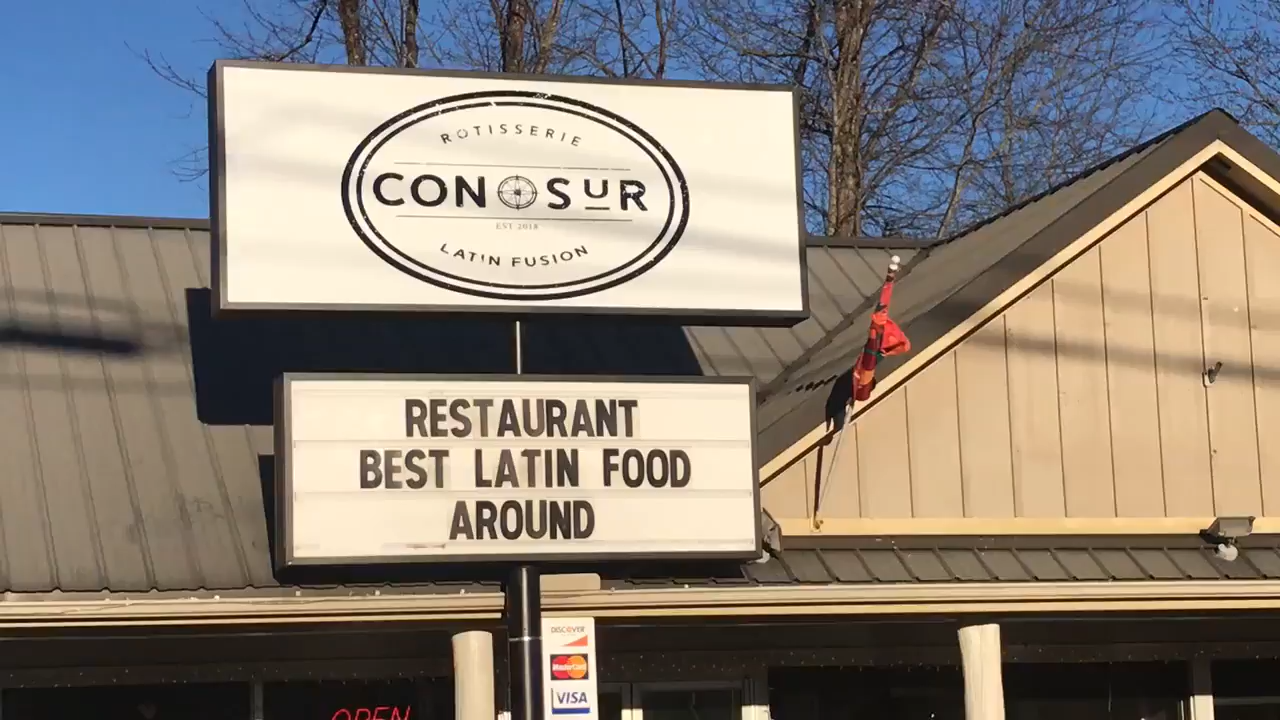 ROTISSERIE
CON SUR
EST 2018
LATIN FUSION
RESTAURANT
BEST LATIN FOOD
AROUND
DISCOVER
MasterCard
VISA
OPEN